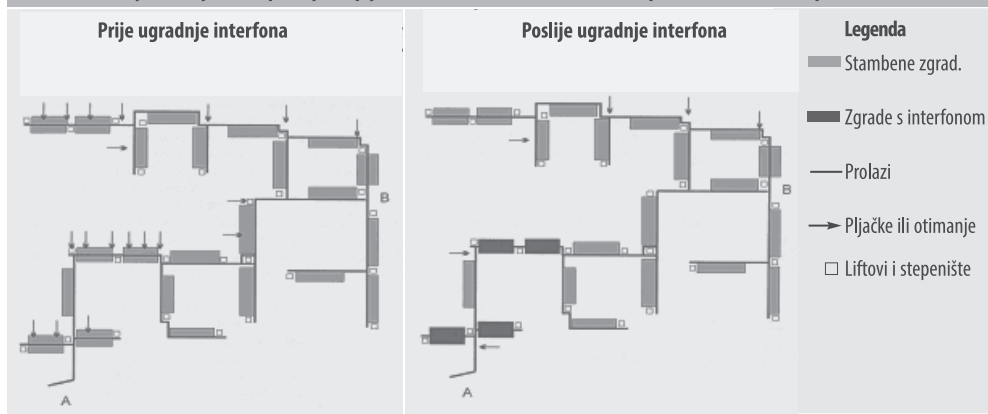 Prije ugradnje interfona
Poslije ugradnje interfona
Legenda
Stambene zgrad.
Zgrade s interfonom
Prolazi
Pljačke ili otimanje
Liftovi i stepenište
B
A
B
A